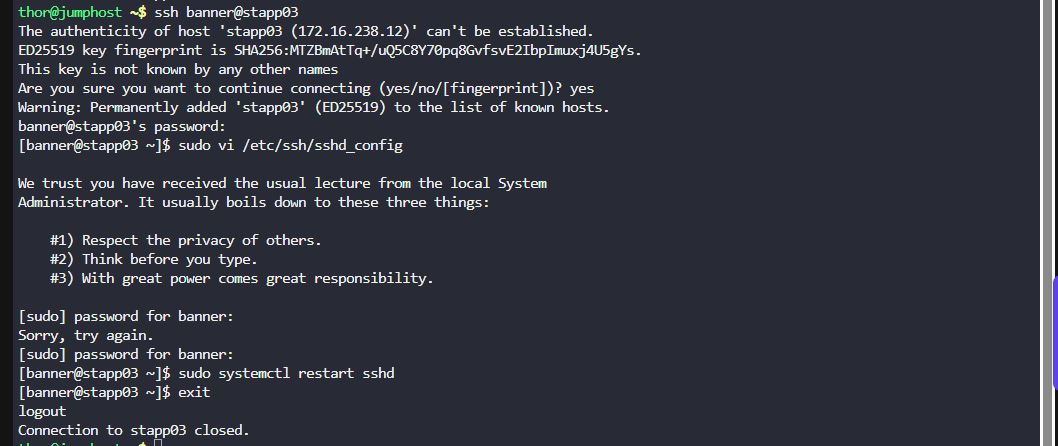 thor@jumphost ~$ ssh banner@stapp03
The authenticity of host 'stapp03 (172.16.238.12)' can't be established.
ED25519 key fingerprint is SHA256:MTZBmAtTq+/uQ5C8Y70pq8GvfsvE2IbpImuxj4U5gYs.
This key is not known by any other names
Are you sure you want to continue connecting (yes/no/[fingerprint])? yes
Warning: Permanently added 'stapp03' (ED25519) to the list of known hosts.
banner@stapp03's password:
[banner@stapp03 ~]$ sudo vi /etc/ssh/sshd_config
We trust you have received the usual lecture from the local System
Administrator. It usually boils down to these three things:
#1) Respect the privacy of others.
#2) Think before you type.
#3) With great power comes great responsibility.
[sudo] password for banner:
Sorry, try again.
[sudo] password for banner:
[banner@stapp03 ~]$ sudo systemctl restart sshd
[banner@stapp03 ~]$ exit
logout
Connection to stapp03 closed.